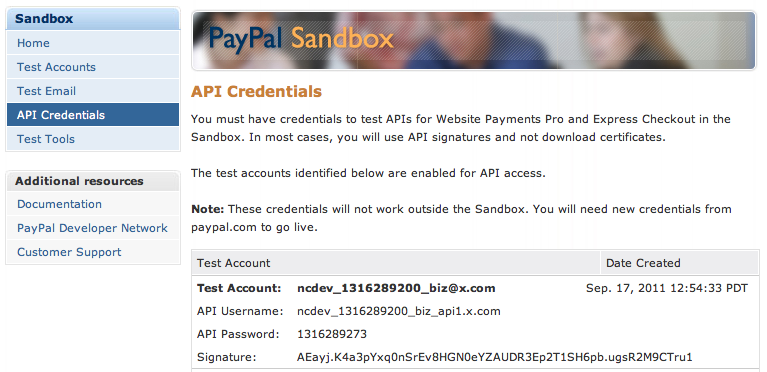 Sandbox
Home
Test Accounts
Test Email
API Credentials
Test Tools
Additional resources
Documentation
PayPal Developer Network
Customer Support
PayPal Sandbox
API Credentials
You must have credentials to test APIs for Website Payments Pro and Express Checkout in the
Sandbox. In most cases, you will use API signatures and not download certificates.
The test accounts identified below are enabled for API access.
Note: These credentials will not work outside the Sandbox. You will need new credentials from
paypal.com to go live.
Test Account Date Created
Test Account: ncdev_1316289200_biz@x.com Sep. 17, 2011 12:54:33 PDT
API Username: ncdev_1316289200_biz_api1.x.com
API Password: 1316289273
Signature: AEayj.K4a3pYxq0nSrEv8HGN0eYZAUDR3Ep2T1SH6pb.ugsR2M9CTru1